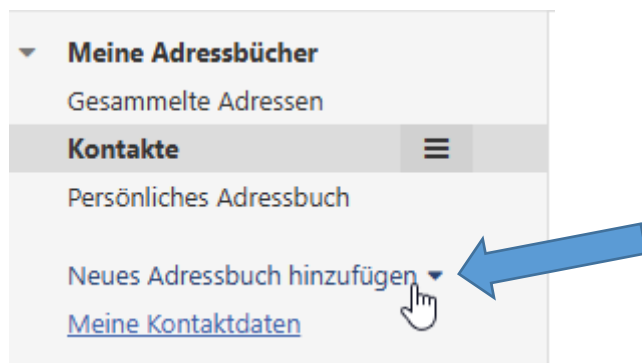 Meine Adressbücher
Gesammelte Adressen
Kontakte
Persönliches Adressbuch
Neues Adressbuch hinzufügen
Meine Kontaktdaten